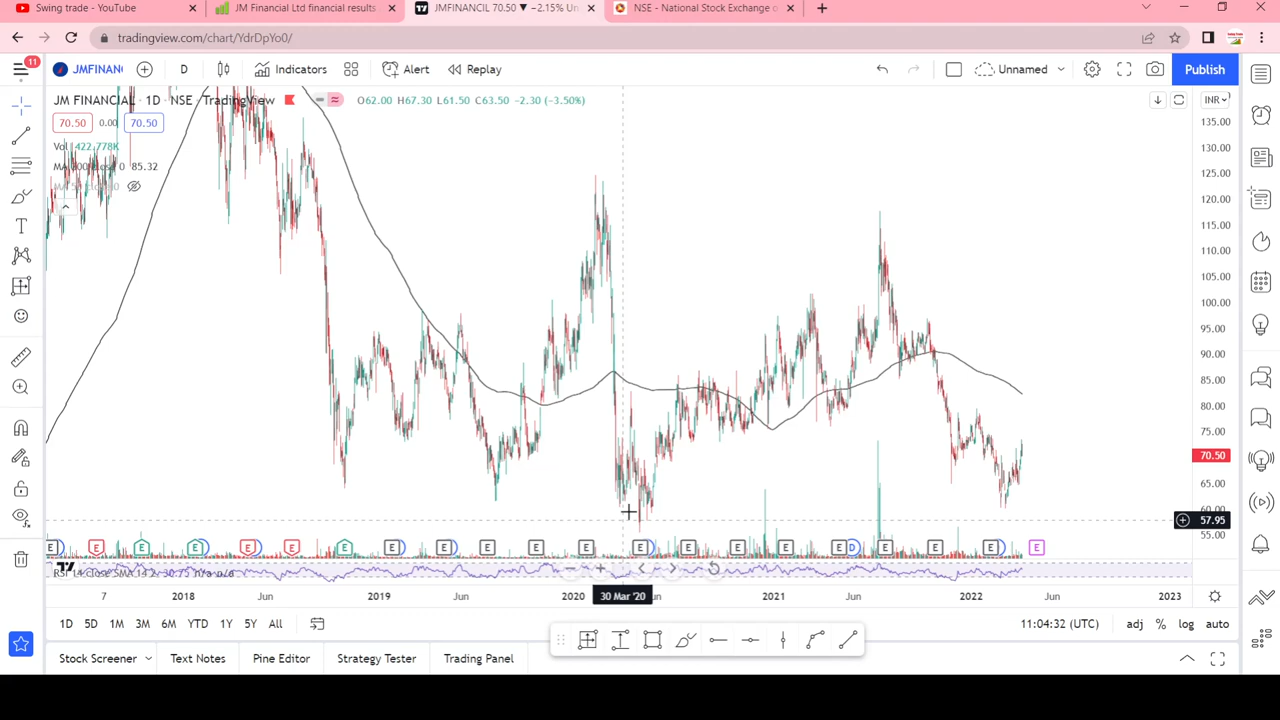 Swing trade - YouTube
JM Financial Ltd financial results
JMFINANCIL 70.50 ▼ −2.15% Un
NSE - National Stock Exchange o
tradingview.com/chart/YdrDpYo0/
11
JMFINANC
D
Indicators
Alert
Replay
Unnamed
Publish
JM FINANCIAL · 1D · NSE TradingView
O62.00 H67.30 L61.50 C63.50 −2.30 (−3.50%)
INR
70.50 0.00 70.50
Vol 422.778K
85.32
135.00
130.00
125.00
120.00
115.00
110.00
105.00
100.00
95.00
90.00
85.00
80.00
75.00
70.50
65.00
60.00
57.95
55.00
E E E E E E E E E E E E E E E E D E E E E
7 2018 Jun 2019 Jun 2020 30 Mar '20 2021 Jun 2022 Jun 2023
1D 5D 1M 3M 6M YTD 1Y 5Y All
11:04:32 (UTC) adj % log auto
Stock Screener Text Notes Pine Editor Strategy Tester Trading Panel